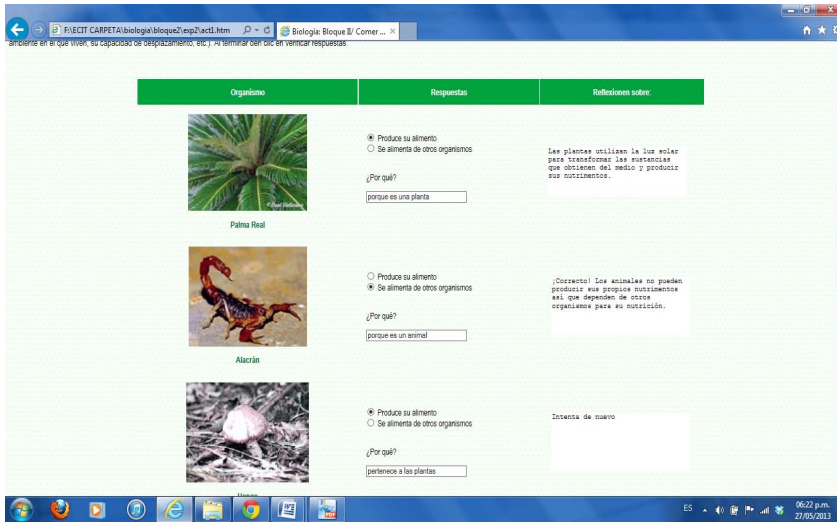 F:\ECIT CARPETA\biologia\bloque2\exp2\act1.htm
Biología: Bloque II/ Comer ...
ambiente en el que viven, su capacidad de desplazamiento, etc.). Al terminar den clic en verificar respuestas.
Organismo
Respuestas
Reflexionen sobre:
Produce su alimento
Se alimenta de otros organismos
¿Por qué?
porque es una planta
Las plantas utilizan la luz solar
para transformar las sustancias
que obtienen del medio y producir
sus nutrimentos.
Palma Real
Produce su alimento
Se alimenta de otros organismos
¿Por qué?
porque es un animal
¡Correcto! Los animales no pueden
producir sus propios nutrimentos
así que dependen de otros
organismos para su nutrición.
Alacrán
Produce su alimento
Se alimenta de otros organismos
¿Por qué?
pertenece a las plantas
Intenta de nuevo
ES
06:22 p.m.
27/05/2013